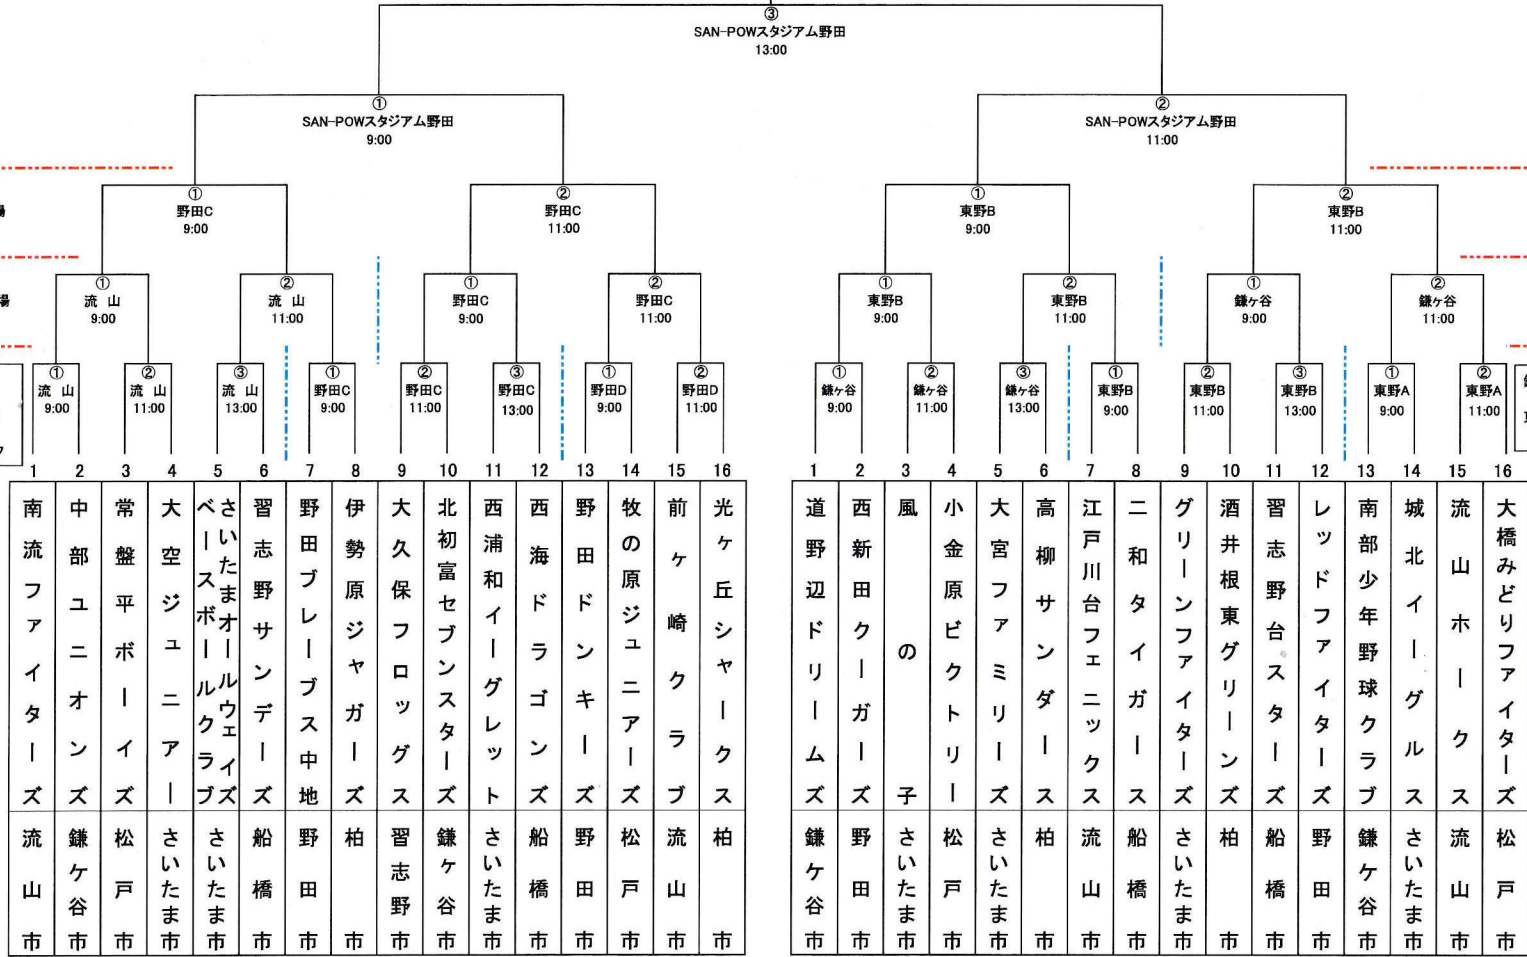 ③
SAN-POWスタジアム野田
13:00
①
SAN-POWスタジアム野田
9:00
②
SAN-POWスタジアム野田
11:00
①
野田C
9:00
②
野田C
11:00
①
東野B
9:00
②
東野B
11:00
場
①
流 山
9:00
②
流 山
11:00
①
野田C
9:00
②
野田C
11:00
①
東野B
9:00
②
東野B
11:00
①
鎌ヶ谷
9:00
②
鎌ヶ谷
11:00
場
①
流 山
9:00
②
流 山
11:00
③
流 山
13:00
①
野田C
9:00
②
野田C
11:00
③
野田C
13:00
①
野田D
9:00
②
野田D
11:00
①
鎌ヶ谷
9:00
②
鎌ヶ谷
11:00
③
鎌ヶ谷
13:00
①
東野B
9:00
②
東野B
11:00
③
東野B
13:00
①
東野A
9:00
②
東野A
11:00
1 2 3 4 5 6 7 8 9 10 11 12 13 14 15 16
南流ファイターズ
流山市
中部ユニオンズ
鎌ケ谷市
常盤平ボーイズ
松戸市
大空ジュニアー
さいたま市
さいたまオールウェイズ
ベースボールクラブ
さいたま市
習志野サンデーズ
船橋市
野田ブレーブス中地
野田市
伊勢原ジャガーズ
柏市
大久保フロッグス
習志野市
北初富セブンスターズ
鎌ヶ谷市
西浦和イーグレット
さいたま市
西海ドラゴンズ
船橋市
野田ドンキーズ
野田市
牧の原ジュニアーズ
松戸市
前ヶ崎クラブ
流山市
光ヶ丘シャークス
柏市
1 2 3 4 5 6 7 8 9 10 11 12 13 14 15 16
道野辺ドリームズ
鎌ケ谷市
西新田クーガーズ
野田市
風の子
さいたま市
小金原ビクトリー
松戸市
大宮ファミリーズ
さいたま市
高柳サンダース
柏市
江戸川台フェニックス
流山市
二和タイガース
船橋市
グリーンファイターズ
さいたま市
酒井根東グリーンズ
柏市
習志野台スターズ
船橋市
レッドファイターズ
野田市
南部少年野球クラブ
鎌ケ谷市
城北イーグルス
さいたま市
流山ホークス
流山市
大橋みどりファイターズ
松戸市